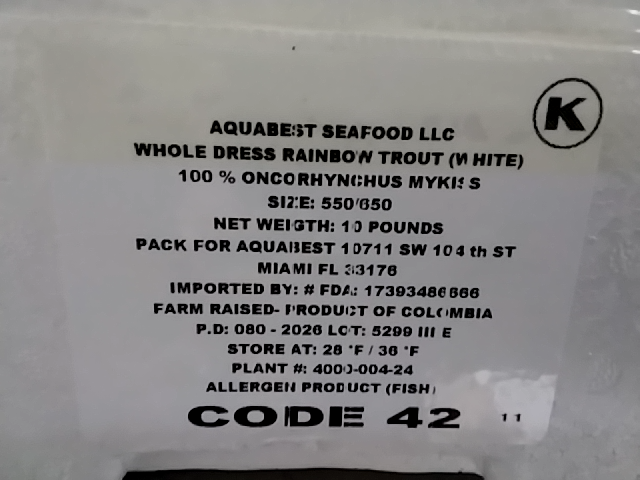 K
AQUABEST SEAFOOD LLC
WHOLE DRESS RAINBOW TROUT (WHITE)
100 % ONCORHYNCHUS MYKISS
SIZE: 550/650
NET WEIGTH: 10 POUNDS
PACK FOR AQUABEST 10711 SW 104 th ST
MIAMI FL 33176
IMPORTED BY: # FDA: 17393486666
FARM RAISED- PRODUCT OF COLOMBIA
P.D: 080 - 2026 LOT: 5299 III E
STORE AT: 28 °F / 36 °F
PLANT #: 4000-004-24
ALLERGEN PRODUCT (FISH)
CODE 42 11